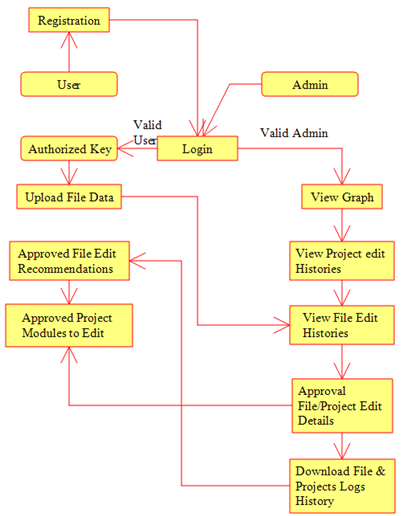 Registration
User
Admin
Valid
User
Valid Admin
Authorized Key
Login
Upload File Data
View Graph
Approved File Edit
Recommendations
View Project edit
Histories
Approved Project
Modules to Edit
View File Edit
Histories
Approval
File/Project Edit
Details
Download File &
Projects Logs
History